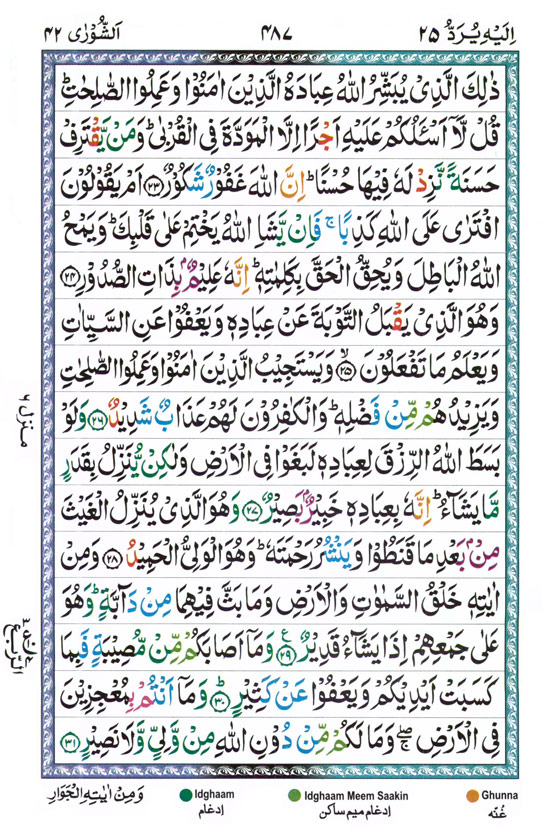 اِلَيْهِ يُرَدُّ ٢٥
٤٨٧
اَلشُّوْرٰى ٤٢
ذٰلِكَ الَّذِىْ يُبَشِّرُ اللّٰهُ عِبَادَهُ الَّذِيْنَ اٰمَنُوْا وَعَمِلُوا الصّٰلِحٰتِ ؕ
قُلْ لَّاۤ اَسْـَٔلُكُمْ عَلَيْهِ اَجْرًا اِلَّا الْمَوَدَّةَ فِى الْقُرْبٰى ؕ وَمَنْ يَّقْتَرِفْ
حَسَنَةً نَّزِدْ لَهٗ فِيْهَا حُسْنًا ؕ اِنَّ اللّٰهَ غَفُوْرٌ شَكُوْرٌ ﴿٢٣﴾ اَمْ يَقُوْلُوْنَ
افْتَرٰى عَلَى اللّٰهِ كَذِبًا ۚ فَاِنْ يَّشَاِ اللّٰهُ يَخْتِمْ عَلٰى قَلْبِكَ ؕ وَيَمْحُ
اللّٰهُ الْبَاطِلَ وَيُحِقُّ الْحَقَّ بِكَلِمٰتِهٖ ؕ اِنَّهٗ عَلِيْمٌۢ بِذَاتِ الصُّدُوْرِ ﴿٢٤﴾
وَهُوَ الَّذِىْ يَقْبَلُ التَّوْبَةَ عَنْ عِبَادِهٖ وَيَعْفُوْا عَنِ السَّيِّاٰتِ
وَيَعْلَمُ مَا تَفْعَلُوْنَ ۙ﴿٢٥﴾ وَيَسْتَجِيْبُ الَّذِيْنَ اٰمَنُوْا وَعَمِلُوا الصّٰلِحٰتِ
وَيَزِيْدُهُمْ مِّنْ فَضْلِهٖ ؕ وَالْكٰفِرُوْنَ لَهُمْ عَذَابٌ شَدِيْدٌ ﴿٢٦﴾ وَلَوْ
بَسَطَ اللّٰهُ الرِّزْقَ لِعِبَادِهٖ لَبَغَوْا فِى الْاَرْضِ وَلٰكِنْ يُّنَزِّلُ بِقَدَرٍ
مَّا يَشَآءُ ؕ اِنَّهٗ بِعِبَادِهٖ خَبِيْرٌۢ بَصِيْرٌ ﴿٢٧﴾ وَهُوَ الَّذِىْ يُنَزِّلُ الْغَيْثَ
مِنْۢ بَعْدِ مَا قَنَطُوْا وَيَنْشُرُ رَحْمَتَهٗ ؕ وَهُوَ الْوَلِىُّ الْحَمِيْدُ ﴿٢٨﴾ وَمِنْ
اٰيٰتِهٖ خَلْقُ السَّمٰوٰتِ وَالْاَرْضِ وَمَا بَثَّ فِيْهِمَا مِنْ دَآبَّةٍ ؕ وَهُوَ
عَلٰى جَمْعِهِمْ اِذَا يَشَآءُ قَدِيْرٌ ﴿٢٩﴾ وَمَاۤ اَصَابَكُمْ مِّنْ مُّصِيْبَةٍ فَبِمَا
كَسَبَتْ اَيْدِيْكُمْ وَيَعْفُوْا عَنْ كَثِيْرٍ ؕ﴿٣٠﴾ وَمَاۤ اَنْتُمْ بِمُعْجِزِيْنَ
فِى الْاَرْضِ ۖۚ وَمَا لَكُمْ مِّنْ دُوْنِ اللّٰهِ مِنْ وَّلِىٍّ وَّلَا نَصِيْرٍ ﴿٣١﴾
منزل ٦
وَمِنْ اٰيٰتِهِ الْجَوَارِ
Idghaam
ادغام
Idghaam Meem Saakin
ادغام ميم ساكن
Ghunna
غنّه